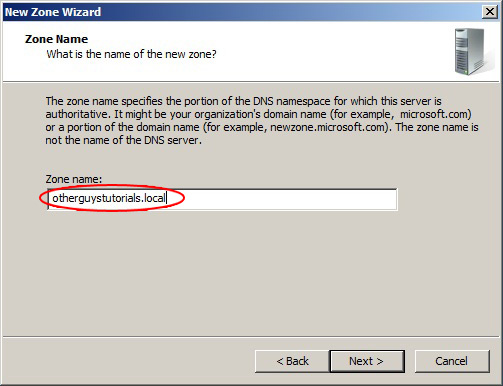 New Zone Wizard
Zone Name
What is the name of the new zone?
The zone name specifies the portion of the DNS namespace for which this server is
authoritative. It might be your organization's domain name (for example, microsoft.com)
or a portion of the domain name (for example, newzone.microsoft.com). The zone name is
not the name of the DNS server.
Zone name:
otherguystutorials.local
< Back
Next >
Cancel